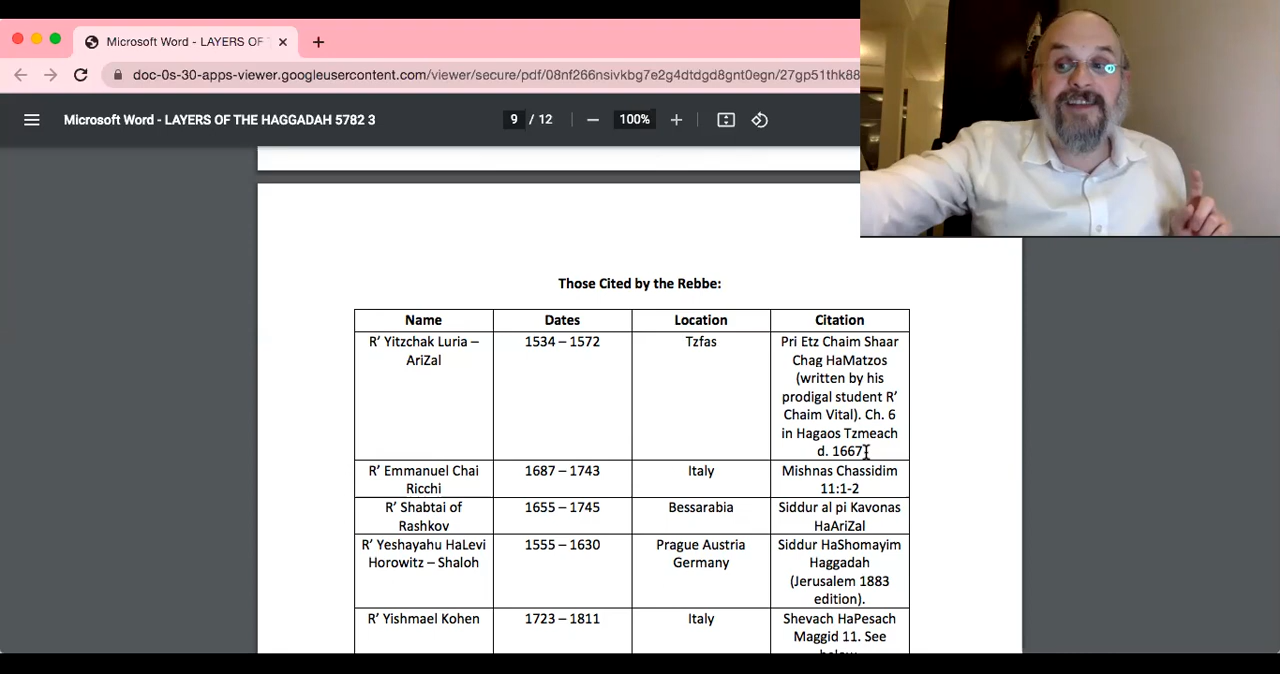 Microsoft Word - LAYERS OF T
doc-0s-30-apps-viewer.googleusercontent.com/viewer/secure/pdf/08nf266nsivkbg7e2g4dtdgd8gnt0egn/27gp51thk88
Microsoft Word - LAYERS OF THE HAGGADAH 5782 3
9 / 12
100%
Those Cited by the Rebbe:
Name Dates Location Citation
R' Yitzchak Luria – 1534 – 1572 Tzfas Pri Etz Chaim Shaar
AriZal Chag HaMatzos
(written by his
prodigal student R'
Chaim Vital). Ch. 6
in Hagaos Tzmeach
d. 1667
R' Emmanuel Chai 1687 – 1743 Italy Mishnas Chassidim
Ricchi 11:1-2
R' Shabtai of 1655 – 1745 Bessarabia Siddur al pi Kavonas
Rashkov HaAriZal
R' Yeshayahu HaLevi 1555 – 1630 Prague Austria Siddur HaShomayim
Horowitz – Shaloh Germany Haggadah
(Jerusalem 1883
edition).
R' Yishmael Kohen 1723 – 1811 Italy Shevach HaPesach
Maggid 11. See